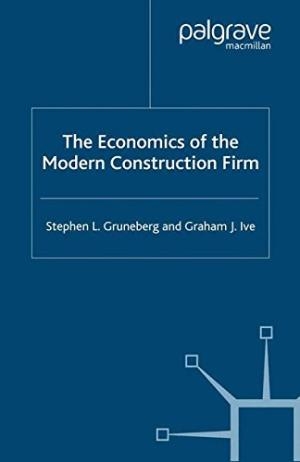 palgrave
macmillan
The Economics of the
Modern Construction Firm
Stephen L. Gruneberg and Graham J. Ive